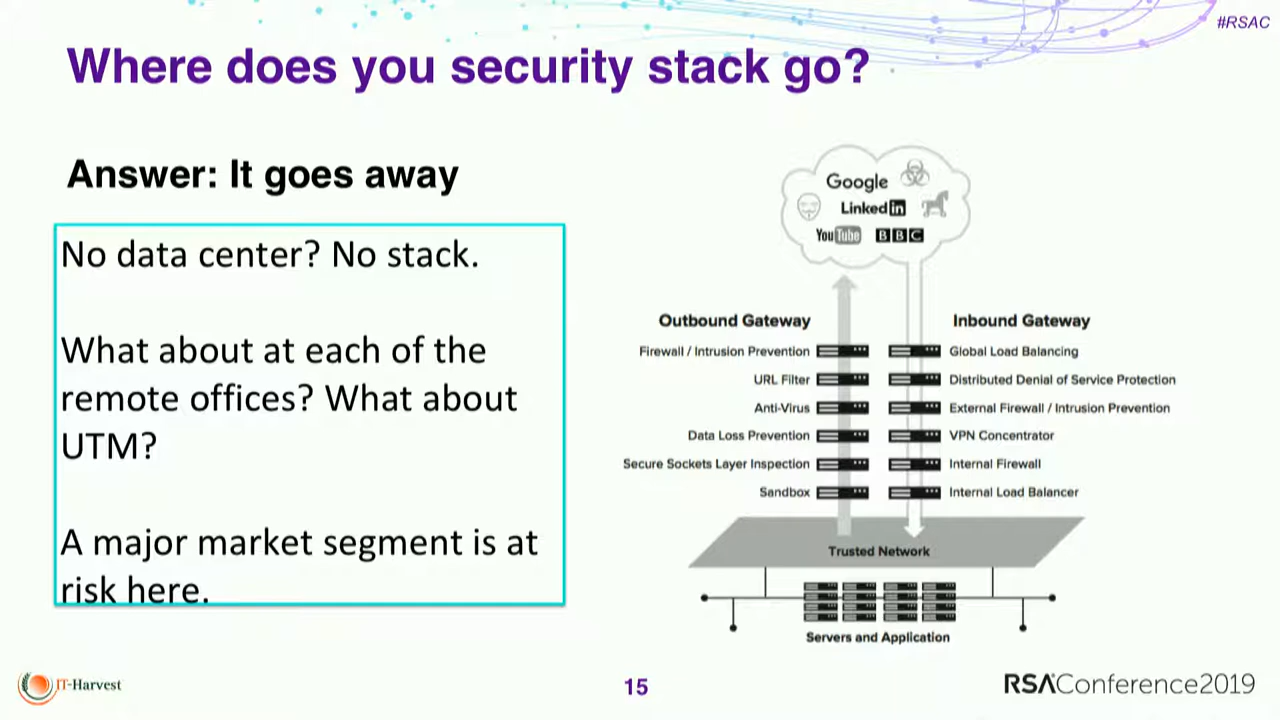 #RSAC
Where does you security stack go?
Answer: It goes away
No data center? No stack.
What about at each of the
remote offices? What about
UTM?
A major market segment is at
risk here.
Google
Linked in
YouTube BBC
Outbound Gateway
Firewall / Intrusion Prevention
URL Filter
Anti-Virus
Data Loss Prevention
Secure Sockets Layer Inspection
Sandbox
Inbound Gateway
Global Load Balancing
Distributed Denial of Service Protection
External Firewall / Intrusion Prevention
VPN Concentrator
Internal Firewall
Internal Load Balancer
Trusted Network
Servers and Application
IT-Harvest
15
RSAConference2019